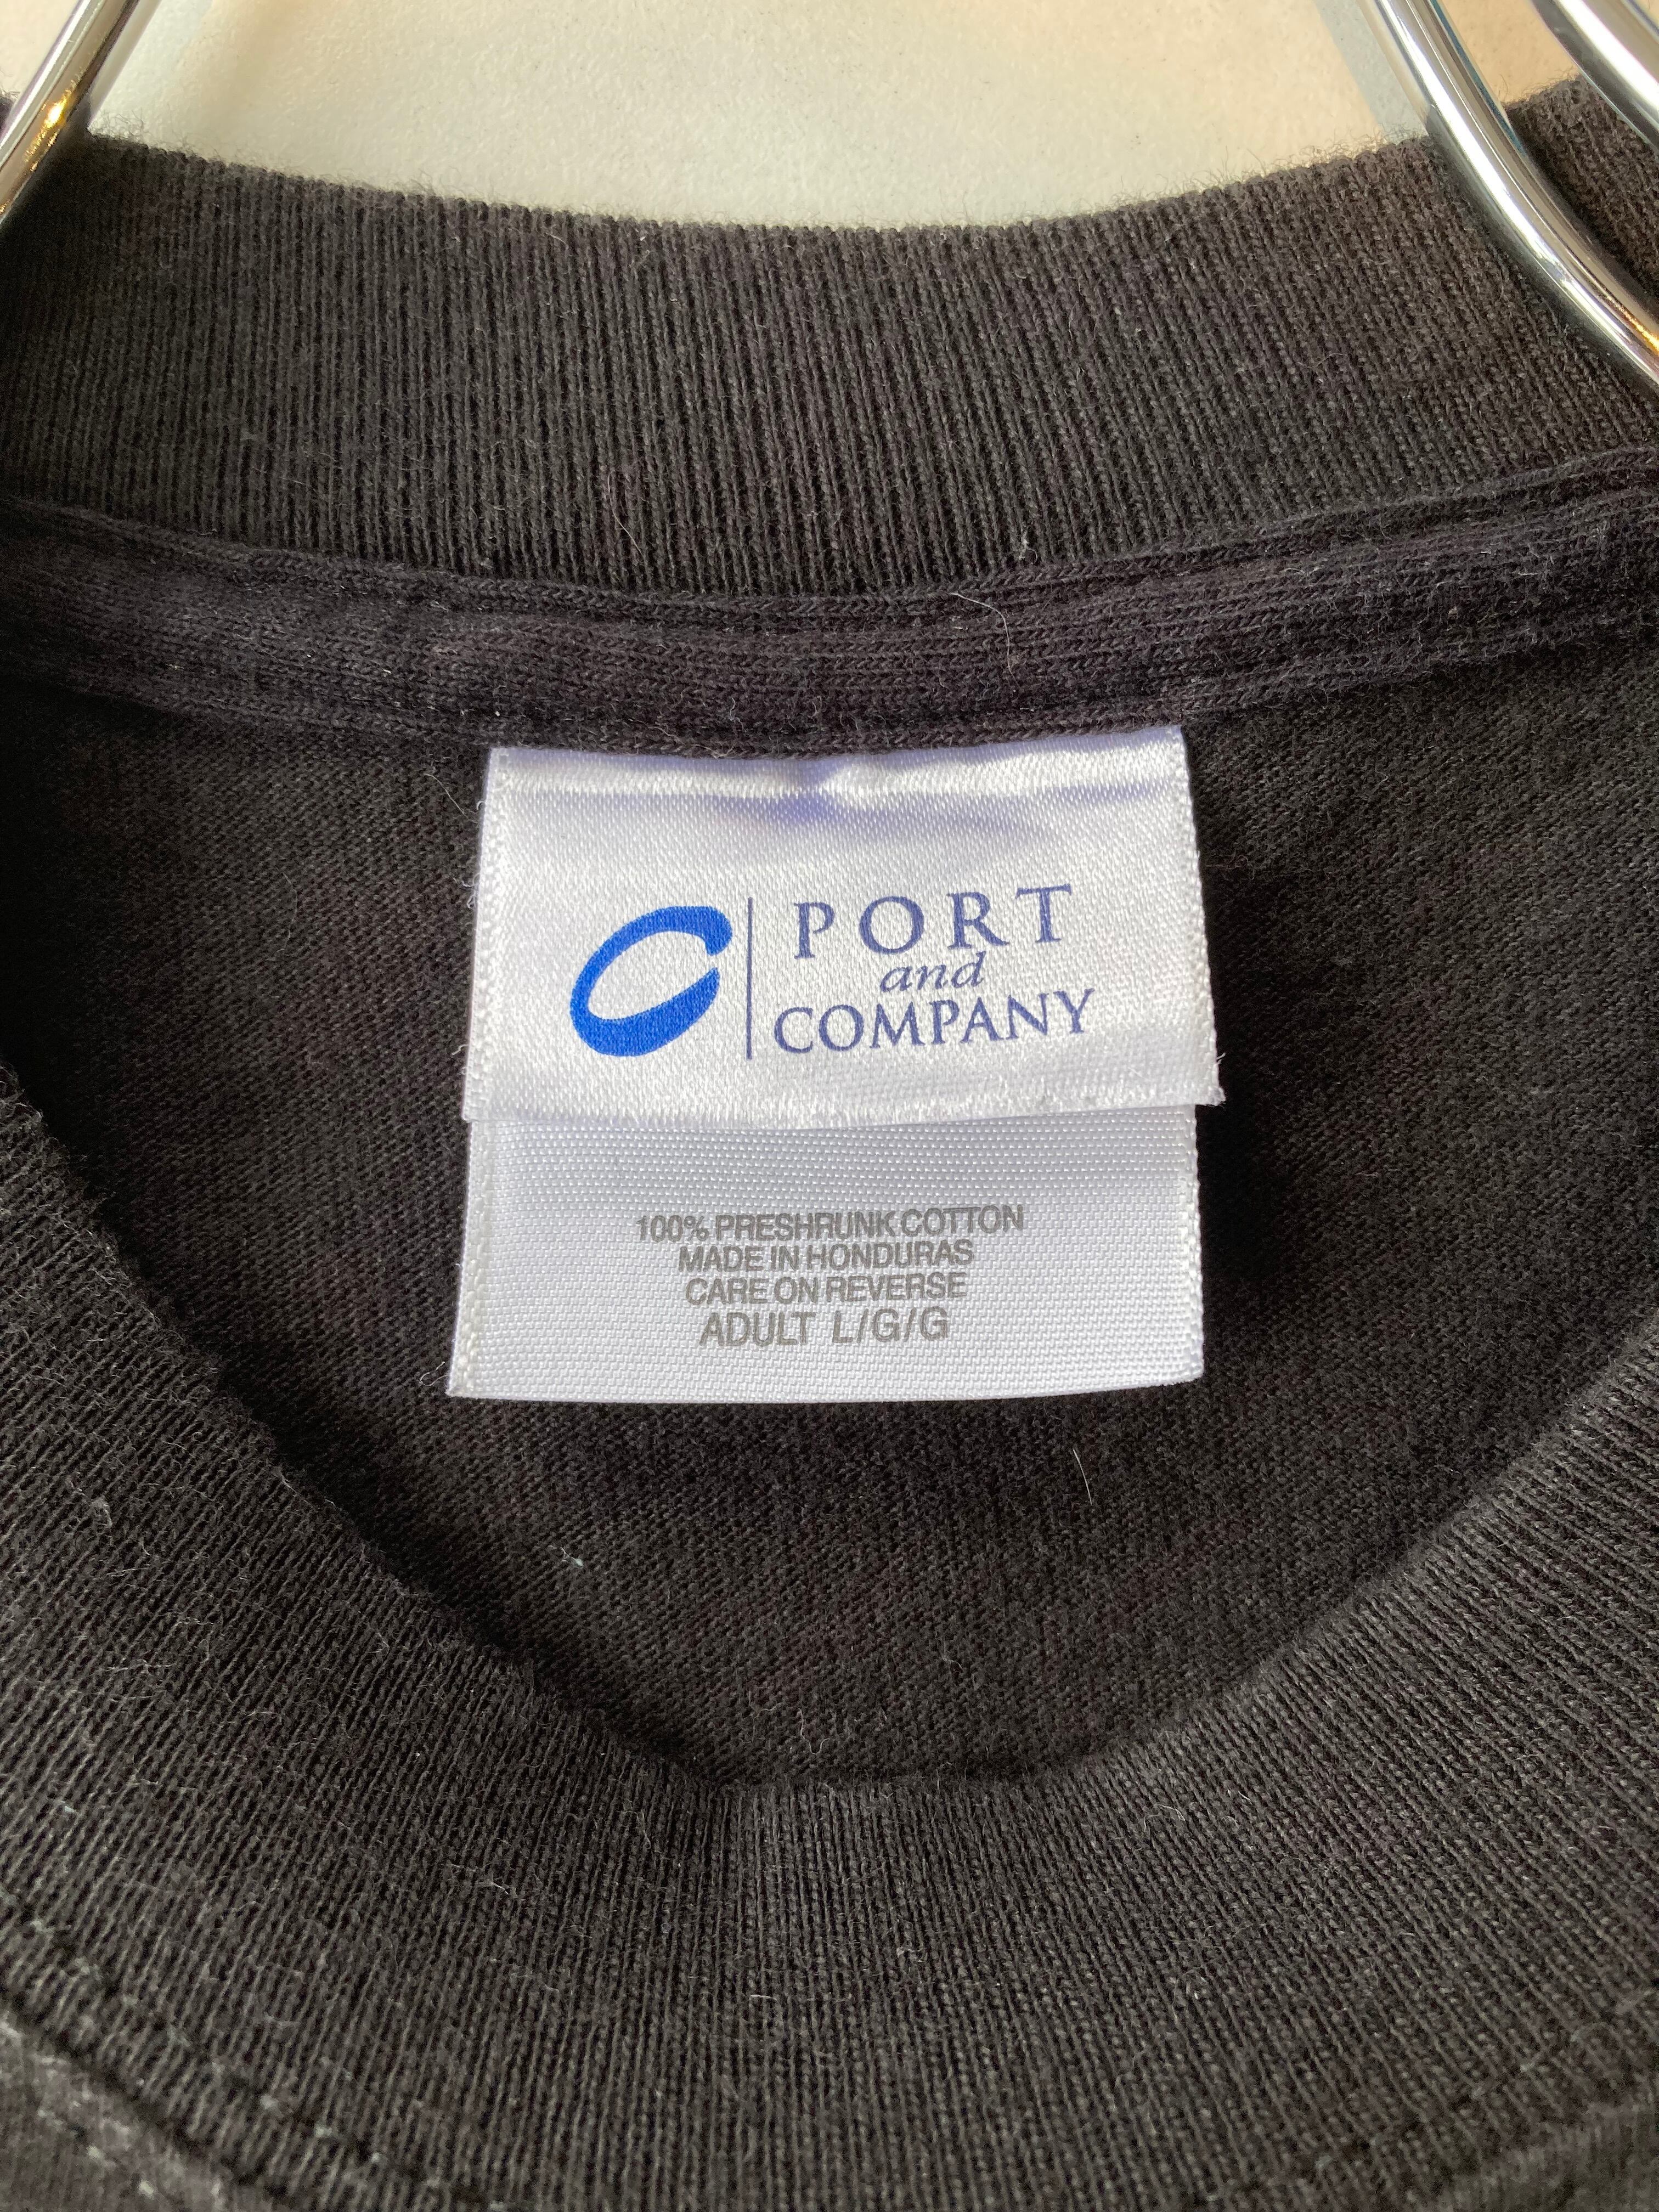 PORT
and
COMPANY
100% PRESHRUNK COTTON
MADE IN HONDURAS
CARE ON REVERSE
ADULT L/G/G